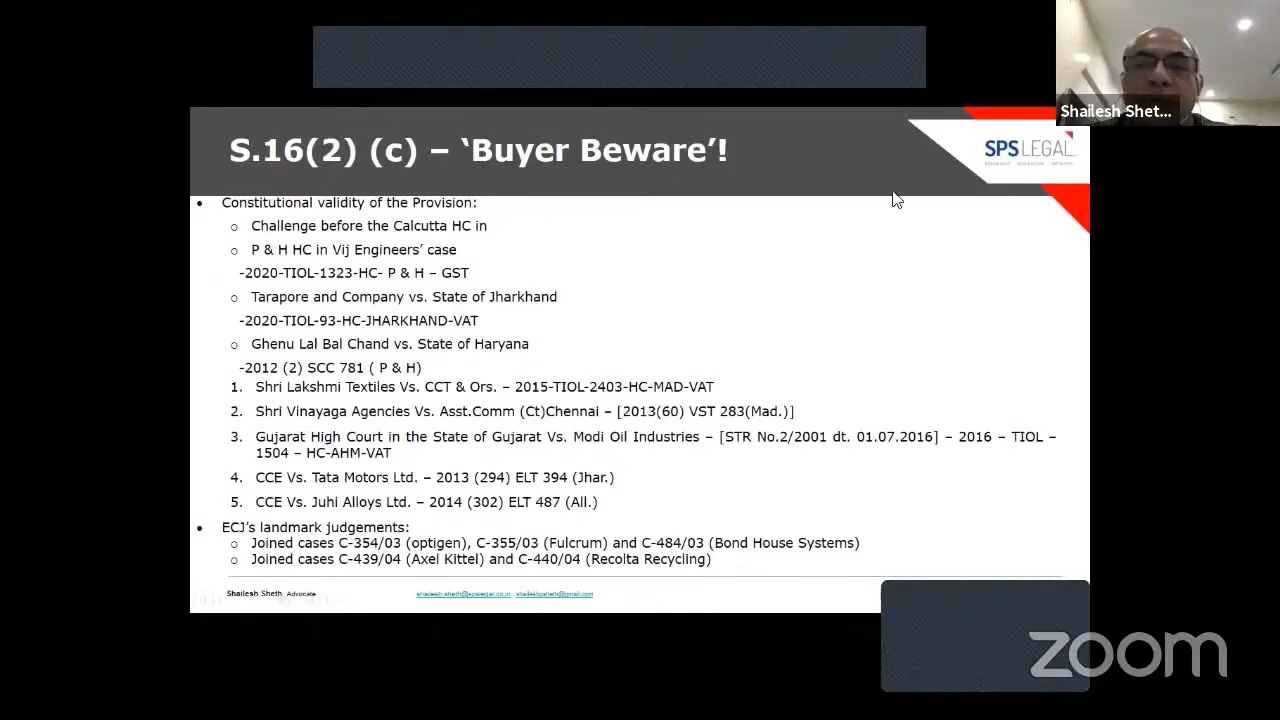 Shailesh Shet...
S.16(2) (c) – ‘Buyer Beware’!
SPS LEGAL
• Constitutional validity of the Provision:
o Challenge before the Calcutta HC in
o P & H HC in Vij Engineers’ case
-2020-TIOL-1323-HC- P & H – GST
o Tarapore and Company vs. State of Jharkhand
-2020-TIOL-93-HC-JHARKHAND-VAT
o Ghenu Lal Bal Chand vs. State of Haryana
-2012 (2) SCC 781 ( P & H)
1. Shri Lakshmi Textiles Vs. CCT & Ors. – 2015-TIOL-2403-HC-MAD-VAT
2. Shri Vinayaga Agencies Vs. Asst.Comm (Ct)Chennai – [2013(60) VST 283(Mad.)]
3. Gujarat High Court in the State of Gujarat Vs. Modi Oil Industries – [STR No.2/2001 dt. 01.07.2016] – 2016 – TIOL –
1504 – HC-AHM-VAT
4. CCE Vs. Tata Motors Ltd. – 2013 (294) ELT 394 (Jhar.)
5. CCE Vs. Juhi Alloys Ltd. – 2014 (302) ELT 487 (All.)
• ECJ’s landmark judgements:
o Joined cases C-354/03 (optigen), C-355/03 (Fulcrum) and C-484/03 (Bond House Systems)
o Joined cases C-439/04 (Axel Kittel) and C-440/04 (Recolta Recycling)
Shailesh Sheth Advocate
shailesh.sheth@spslegal.co.in shaileshpsheth@gmail.com
zoom